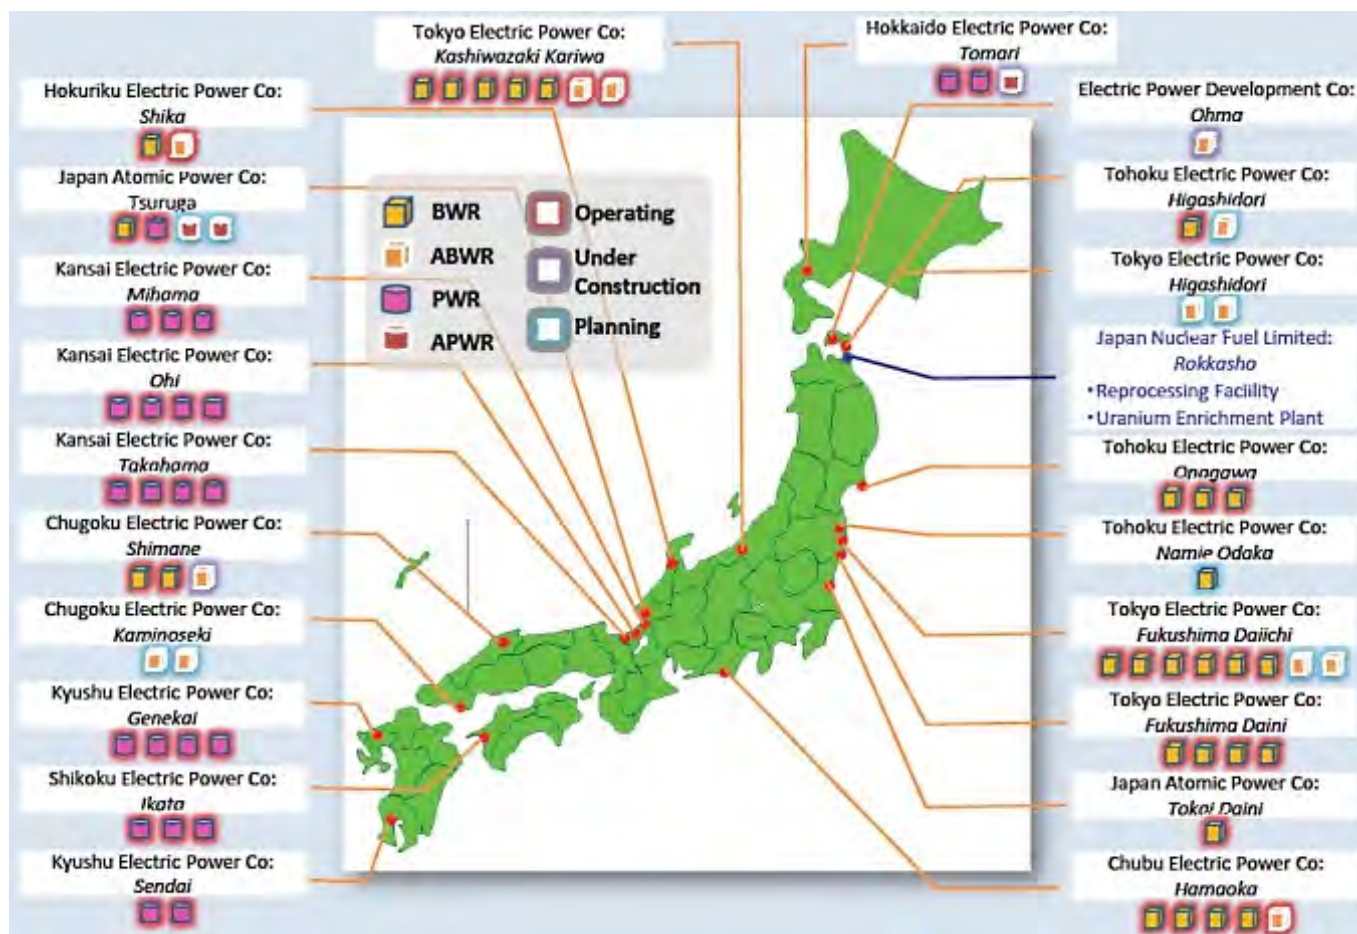 Tokyo Electric Power Co:
Kashiwazaki Kariwa
Hokkaido Electric Power Co:
Tomari
Hokuriku Electric Power Co:
Shika
Japan Atomic Power Co:
Tsuruga
Kansai Electric Power Co:
Mihama
Kansai Electric Power Co:
Ohi
Kansai Electric Power Co:
Takahama
Chugoku Electric Power Co:
Shimane
Chugoku Electric Power Co:
Kaminoseki
Kyushu Electric Power Co:
Genekai
Shikoku Electric Power Co:
Ikata
Kyushu Electric Power Co:
Sendai
BWR
ABWR
PWR
APWR
Operating
Under
Construction
Planning
Electric Power Development Co:
Ohma
Tohoku Electric Power Co:
Higashidori
Tokyo Electric Power Co:
Higashidori
Japan Nuclear Fuel Limited:
Rokkasho
•Reprocessing Faciility
•Uranium Enrichment Plant
Tohoku Electric Power Co:
Onagawa
Tohoku Electric Power Co:
Namie Odaka
Tokyo Electric Power Co:
Fukushima Daiichi
Tokyo Electric Power Co:
Fukushima Daini
Japan Atomic Power Co:
Tokai Daini
Chubu Electric Power Co:
Hamaoka